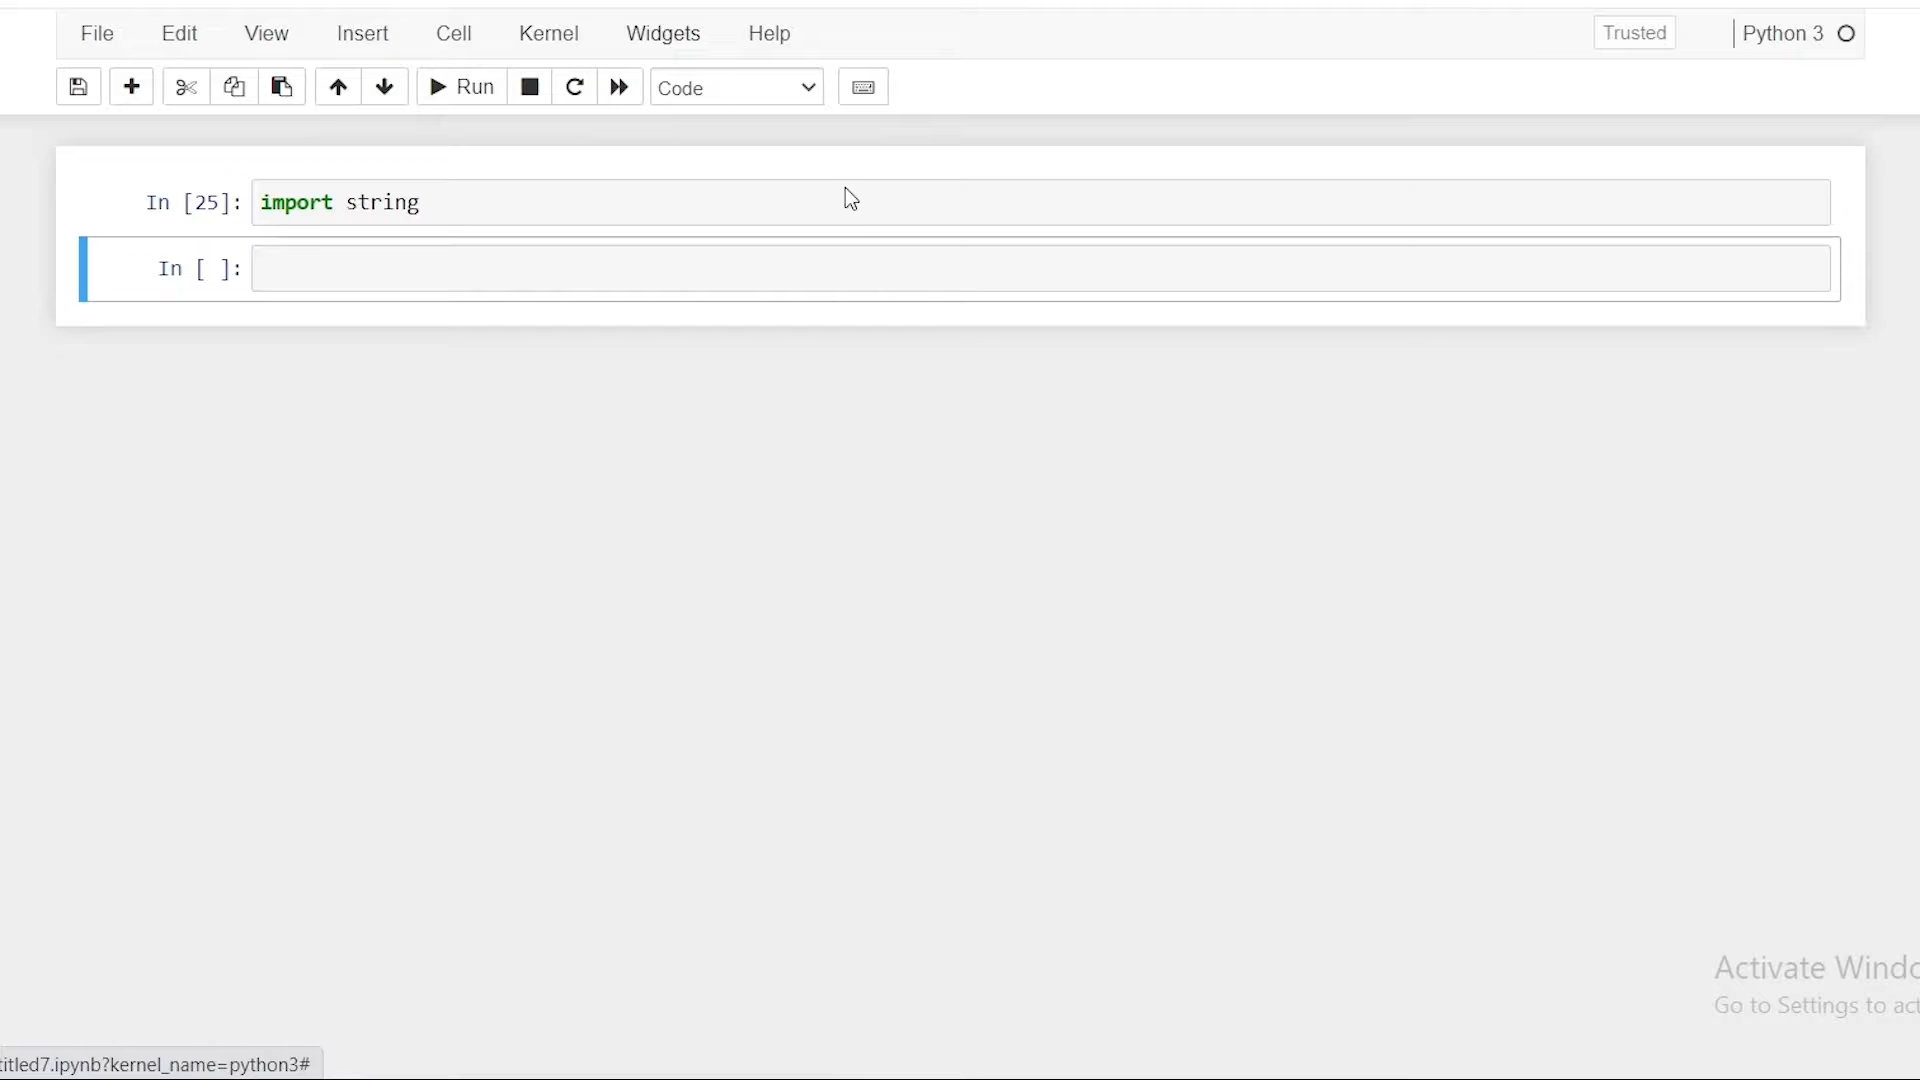 File Edit View Insert Cell Kernel Widgets Help Trusted Python 3
Run Code
In [25]: import string
In [ ]:
Activate Windo
Go to Settings to act
titled7.ipynb?kernel_name=python3#